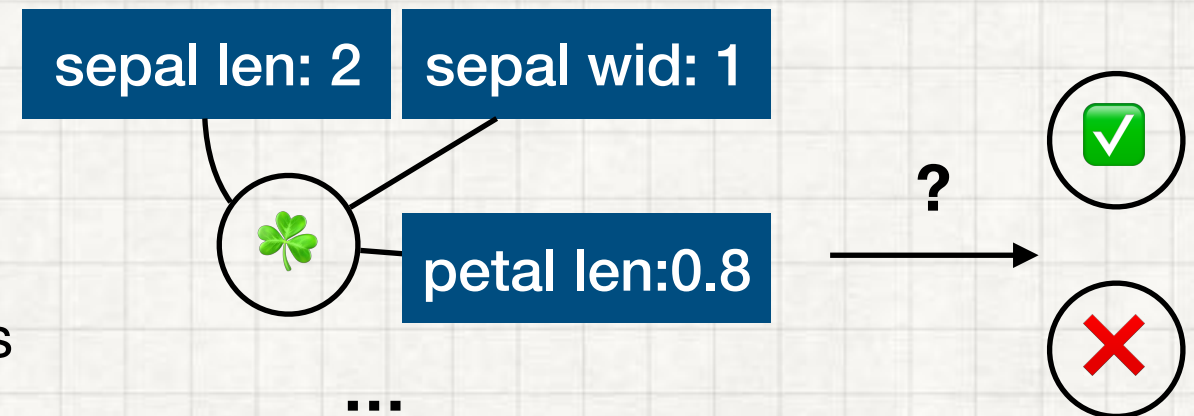 sepal len: 2 sepal wid: 1
?
petal len:0.8
s
...